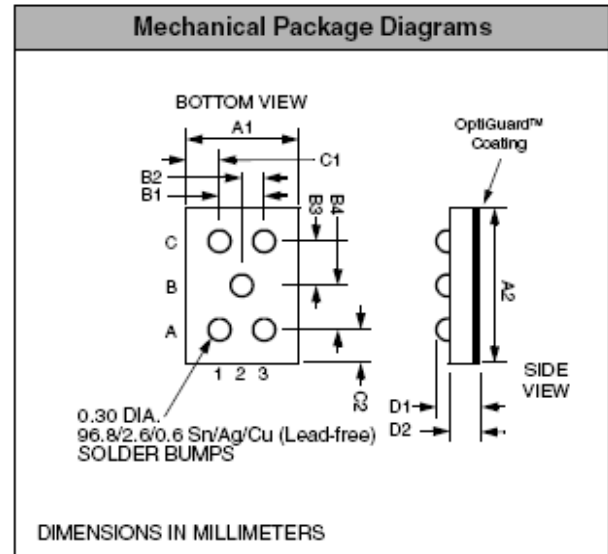 Mechanical Package Diagrams
BOTTOM VIEW
OptiGuard™
Coating
A1
C1
B2
B1
B3
B4
C
B
A
A2
1 2 3
C2
SIDE
VIEW
D1
D2
0.30 DIA.
96.8/2.6/0.6 Sn/Ag/Cu (Lead-free)
SOLDER BUMPS
DIMENSIONS IN MILLIMETERS